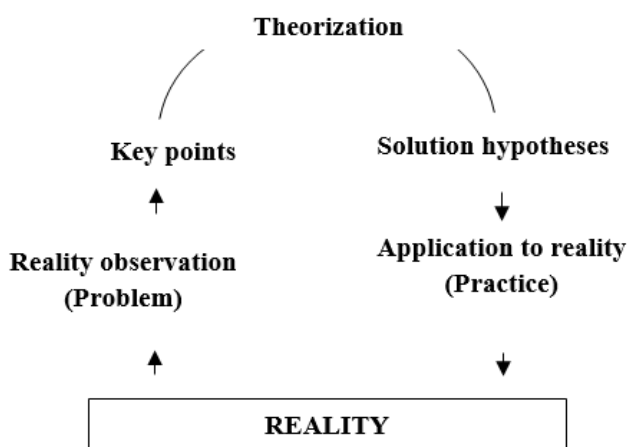 Theorization
Key points
Solution hypotheses
Reality observation
(Problem)
Application to reality
(Practice)
REALITY